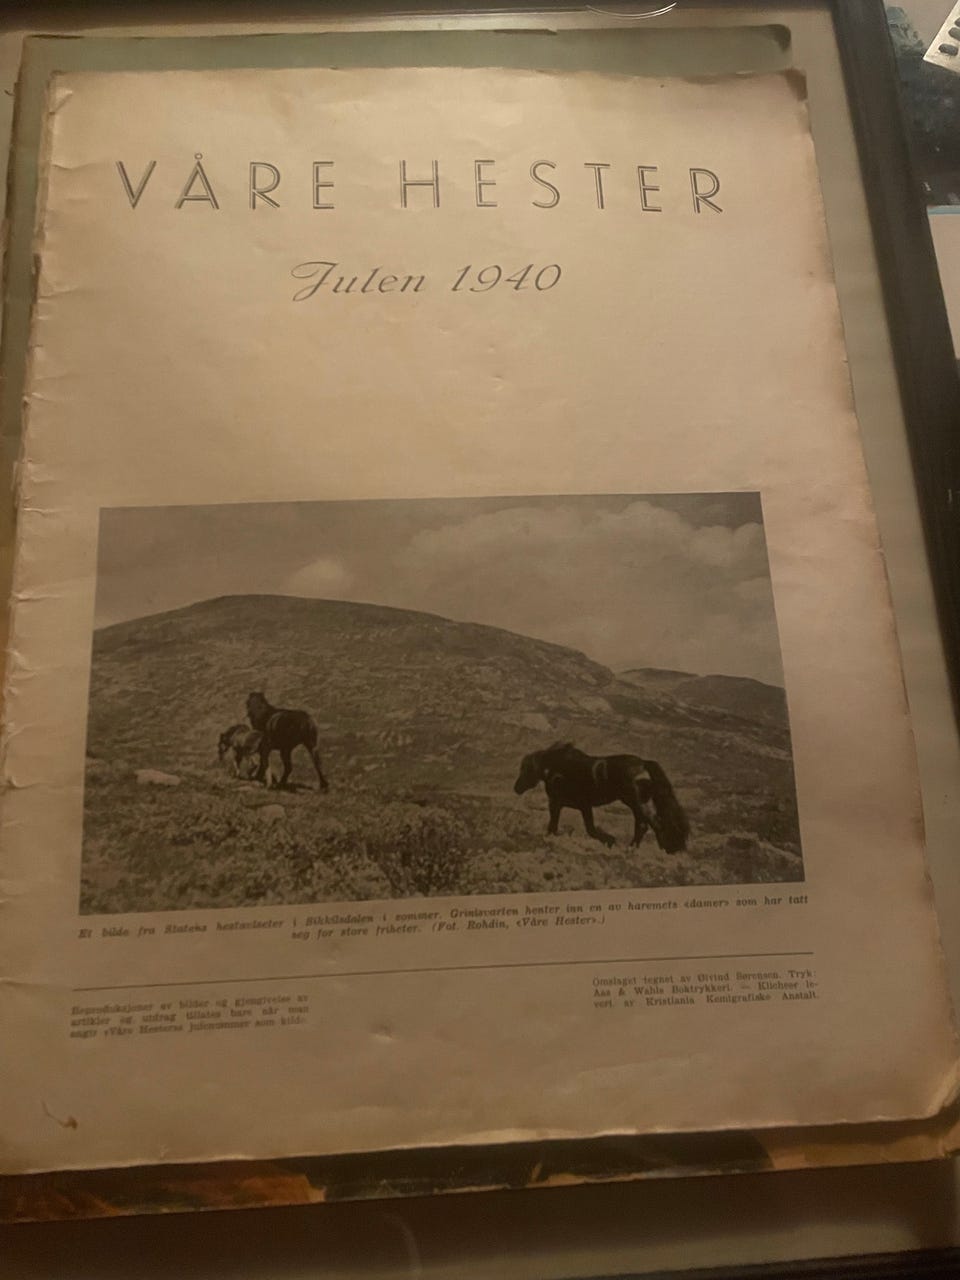 VÅRE HESTER
Julen 1940
Et bilde fra Statens hesteavlseter i Sikkilsdalen i sommer. Grinisvarten henter inn en av haremets «damer» som har tatt
seg for store friheter. (Fot. Rohdin, «Våre Hester».)
Reproduksjoner av bilder og gjengivelse av
artikler og utdrag tillates bare når man
angir «Våre Hesters» julenummer som kilde.
Omslaget tegnet av Øivind Sørensen. Tryk:
Aas & Wahls Boktrykkeri. — Klicheer le-
vert av Kristiania Kemigrafiske Anstalt.